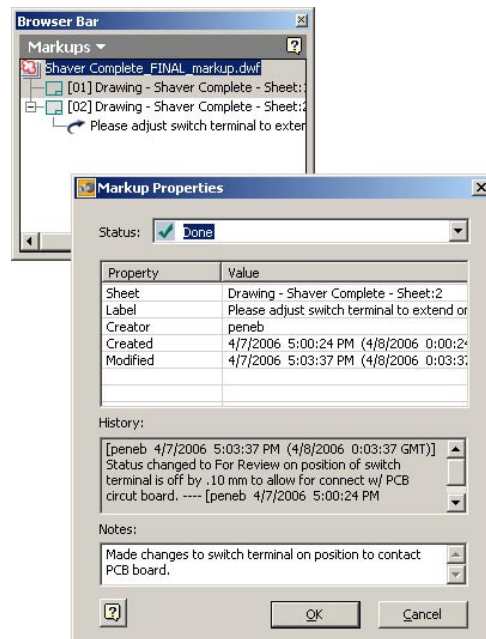 Browser Bar
Markups
Shaver Complete_FINAL_markup.dwf
[01] Drawing - Shaver Complete - Sheet:
[02] Drawing - Shaver Complete - Sheet:2
Please adjust switch terminal to exter
Markup Properties
Status: Done
Property Value
Sheet Drawing - Shaver Complete - Sheet:2
Label Please adjust switch terminal to extend or
Creator peneb
Created 4/7/2006 5:00:24 PM (4/8/2006 0:00:24
Modified 4/7/2006 5:03:37 PM (4/8/2006 0:03:37
History:
[peneb 4/7/2006 5:03:37 PM (4/8/2006 0:03:37 GMT)]
Status changed to For Review on position of switch
terminal is off by .10 mm to allow for connect w/ PCB
circut board. ---- [peneb 4/7/2006 5:00:24 PM
Notes:
Made changes to switch terminal on position to contact
PCB board.
OK Cancel